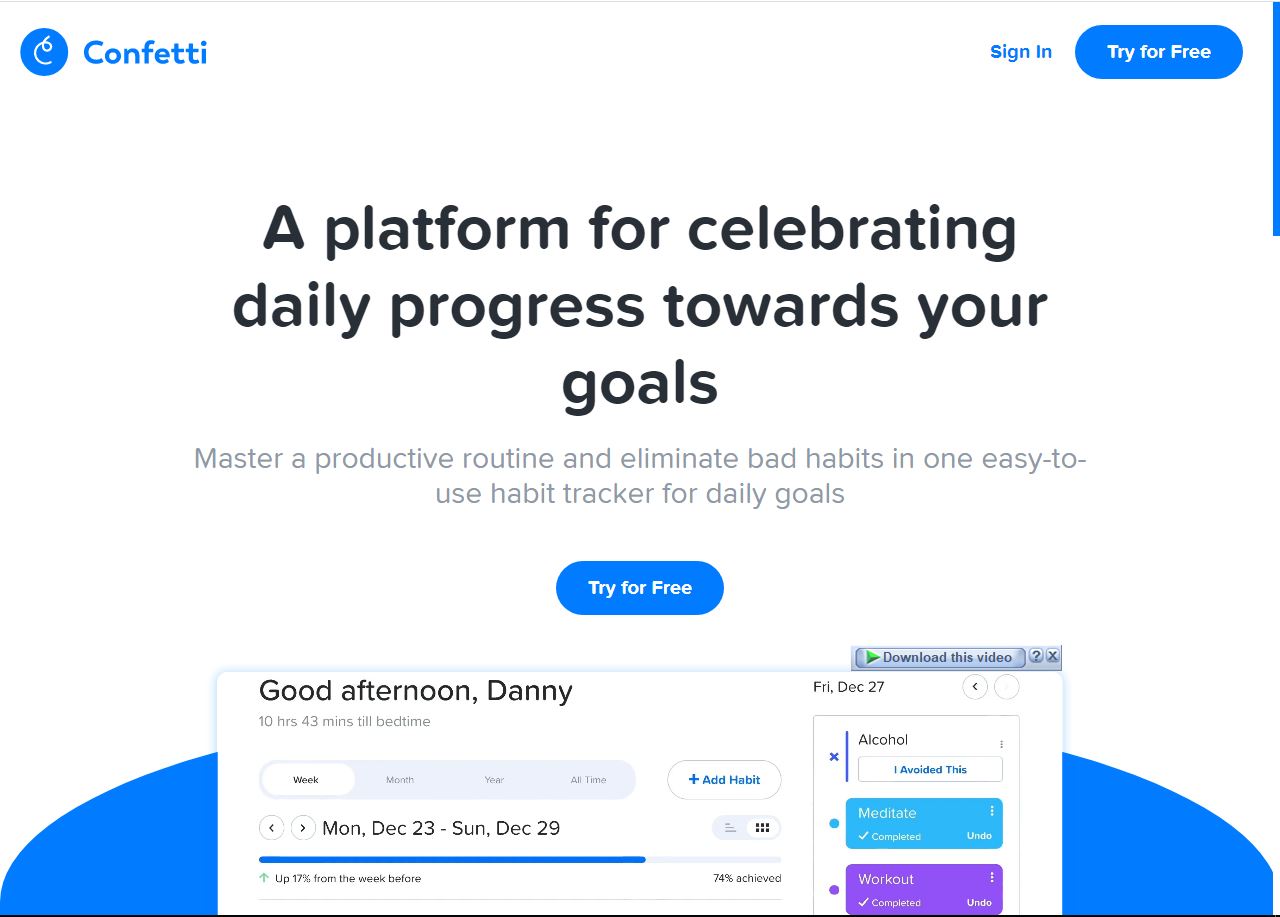 Confetti
Sign In
Try for Free
A platform for celebrating
daily progress towards your
goals
Master a productive routine and eliminate bad habits in one easy-to-
use habit tracker for daily goals
Try for Free
Download this video ? X
Good afternoon, Danny
10 hrs 43 mins till bedtime
Week
Month
Year
All Time
+ Add Habit
Mon, Dec 23 - Sun, Dec 29
Up 17% from the week before
74% achieved
Fri, Dec 27
Alcohol
I Avoided This
Meditate
Completed
Undo
Workout
Completed
Undo